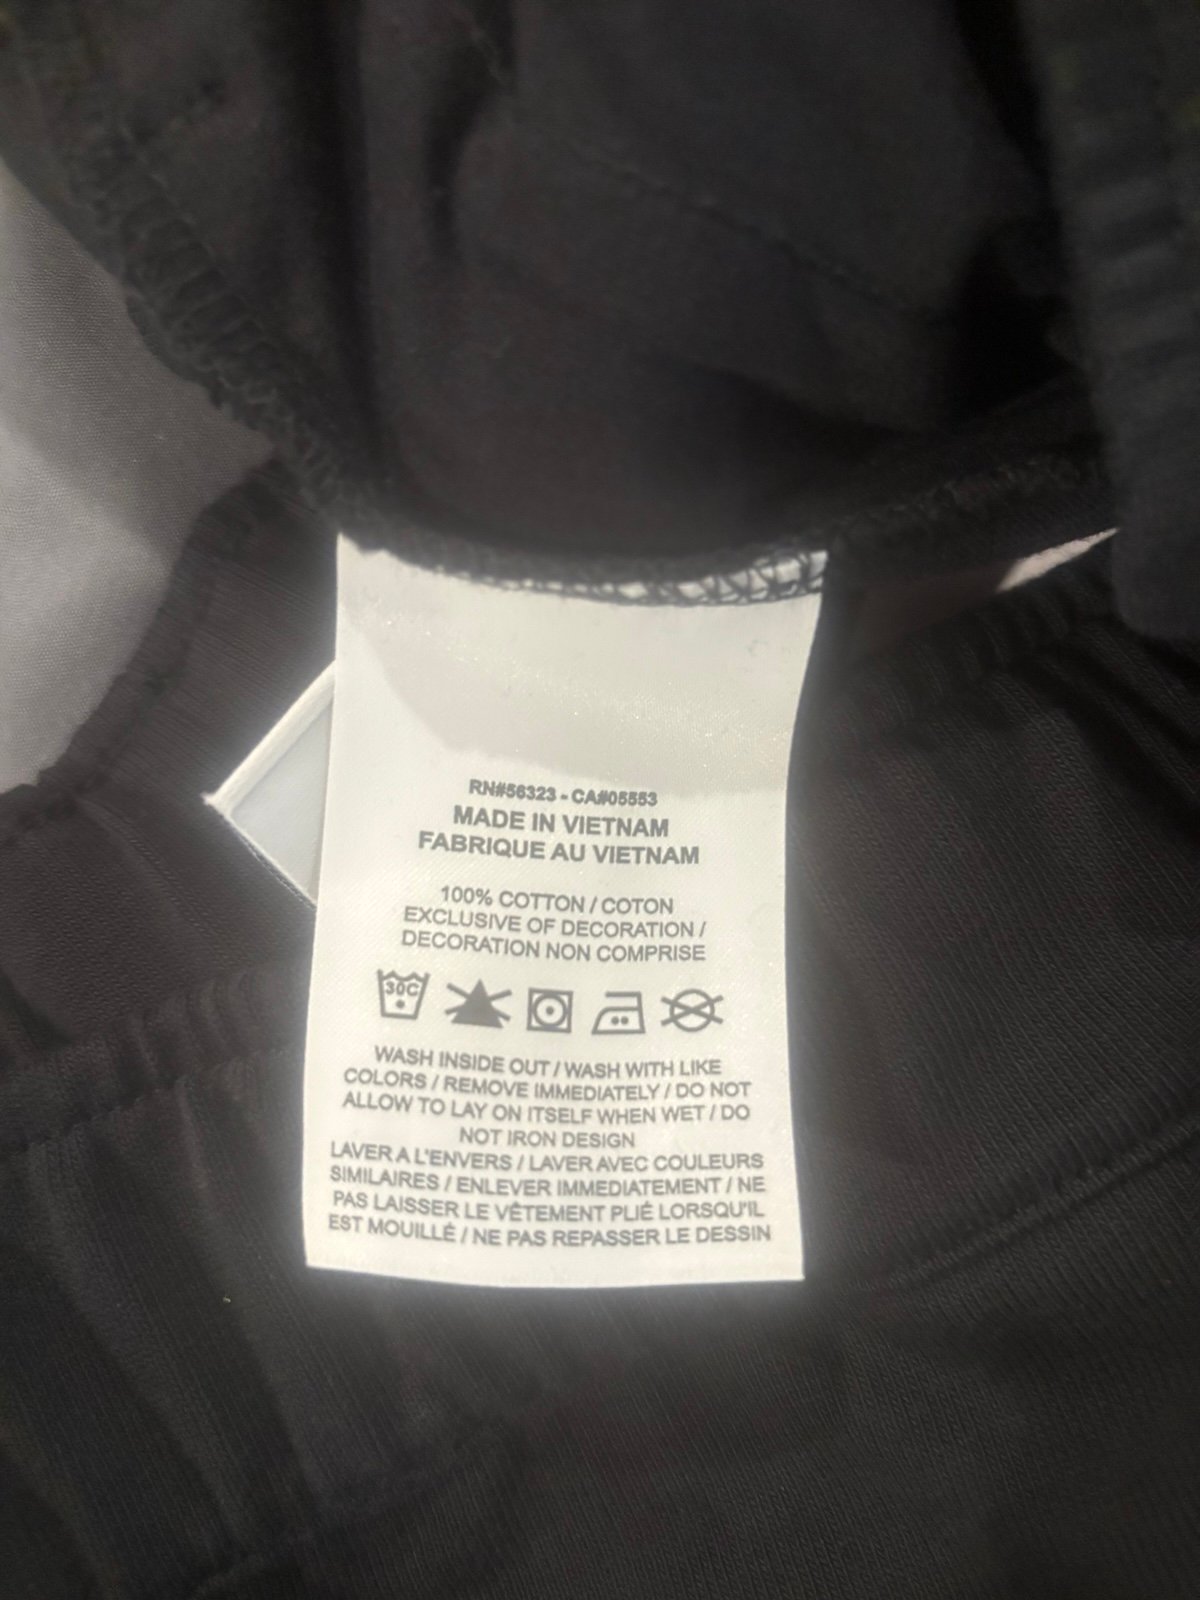 RN#56323 - CA#05553
MADE IN VIETNAM
FABRIQUE AU VIETNAM
100% COTTON / COTON
EXCLUSIVE OF DECORATION /
DECORATION NON COMPRISE
30C
WASH INSIDE OUT / WASH WITH LIKE
COLORS / REMOVE IMMEDIATELY / DO NOT
ALLOW TO LAY ON ITSELF WHEN WET / DO
NOT IRON DESIGN
LAVER A L'ENVERS / LAVER AVEC COULEURS
SIMILAIRES / ENLEVER IMMEDIATEMENT / NE
PAS LAISSER LE VÊTEMENT PLIÉ LORSQU'IL
EST MOUILLÉ / NE PAS REPASSER LE DESSIN